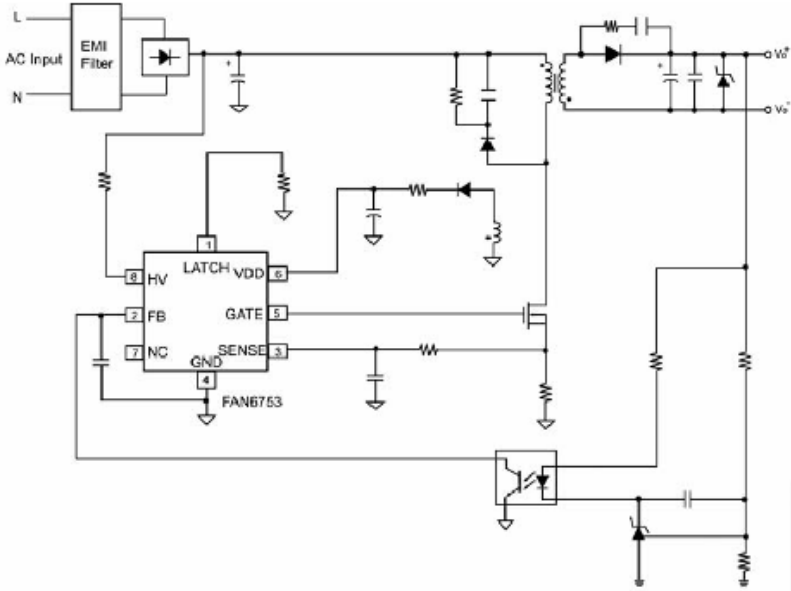 L
EMI
Filter
AC Input
N
Vo+
Vo-
1
LATCH
8 HV
VDD 6
2 FB
GATE 5
7 NC
SENSE 3
GND
4
FAN6753
+
+